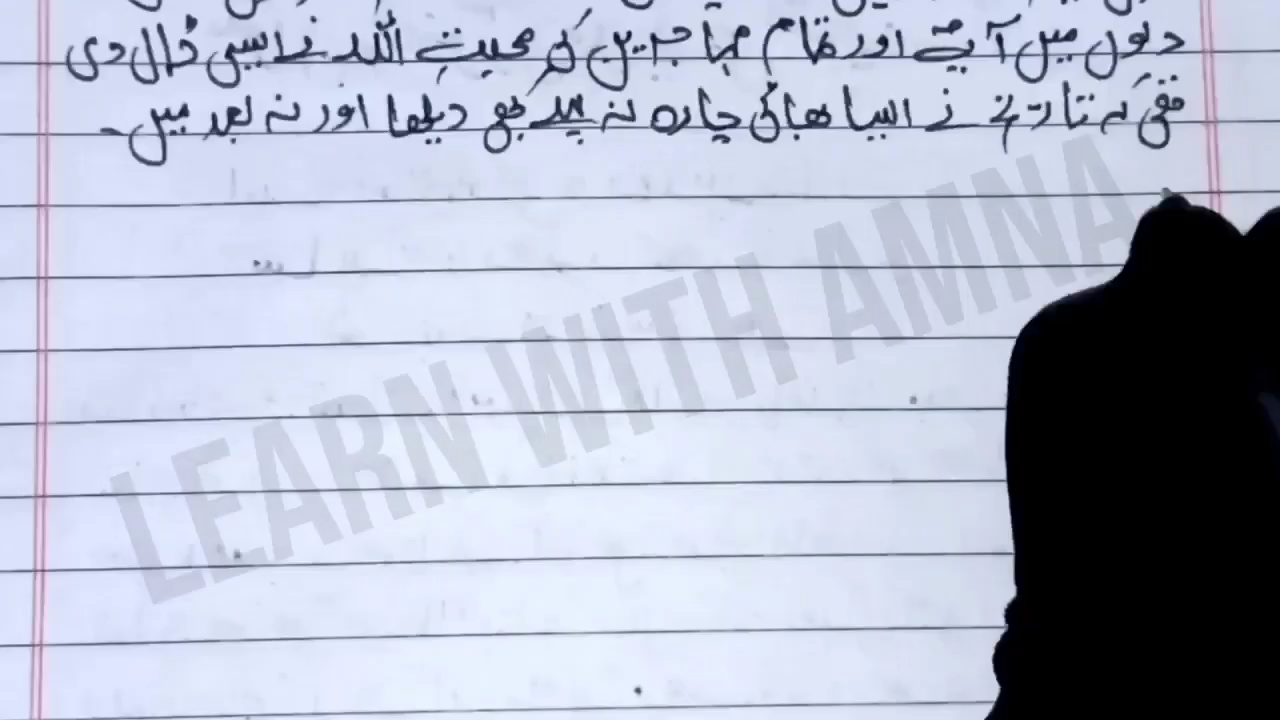 دلوں میں آپؐ اور تمام مہاجرین کی محبت اللہ نے ایسی ڈال دی
تھی کہ تاریخ نے ایسا بھائی چارہ نہ پہلے کبھی دیکھا اور نہ بعد میں۔
LEARN WITH AMNA